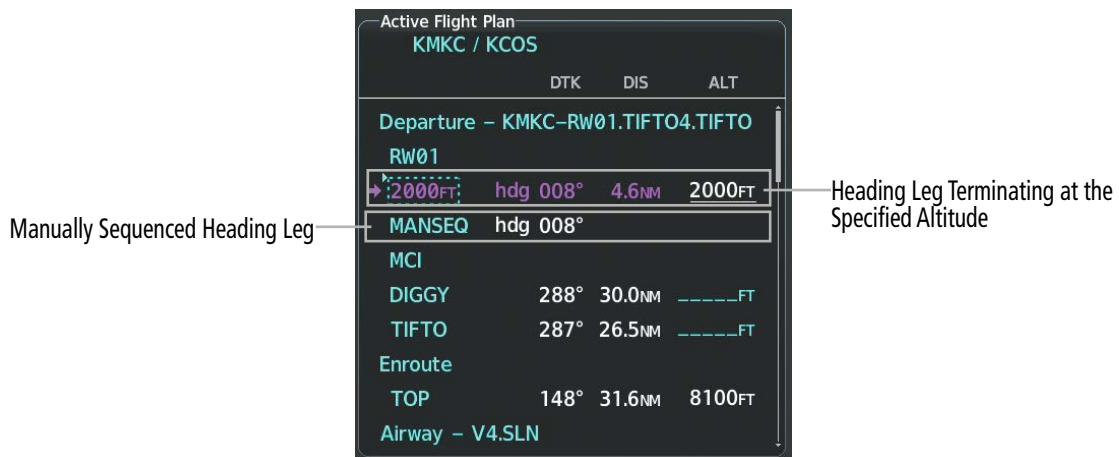 Active Flight Plan
KMKC / KCOS
DTK DIS ALT
Departure – KMKC–RW01.TIFTO4.TIFTO
RW01
2000FT hdg 008° 4.6NM 2000FT
Heading Leg Terminating at the
Specified Altitude
Manually Sequenced Heading Leg
MANSEQ hdg 008°
MCI
DIGGY 288° 30.0NM _____FT
TIFTO 287° 26.5NM _____FT
Enroute
TOP 148° 31.6NM 8100FT
Airway – V4.SLN